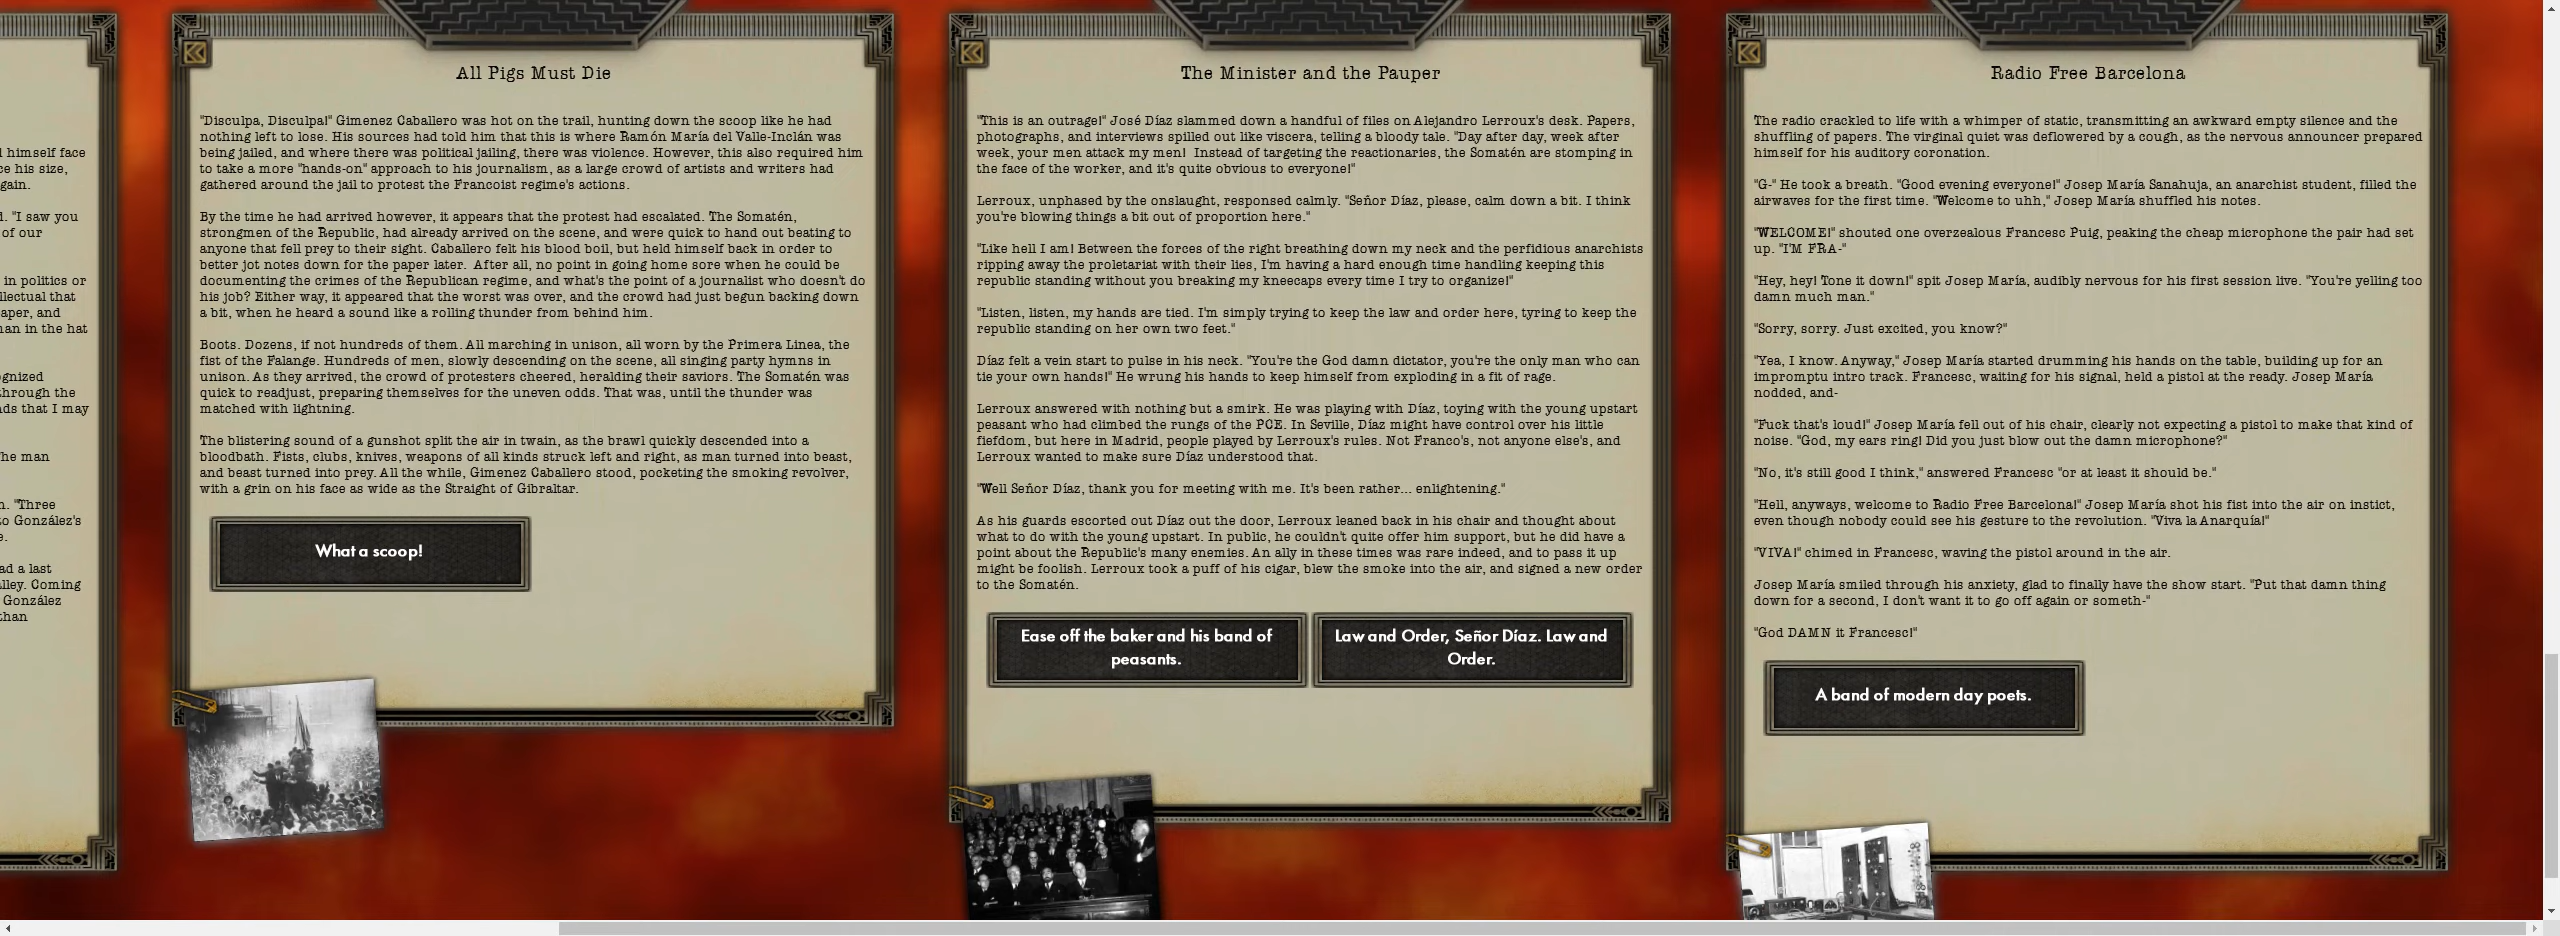 l himself face
ce his size,
gain.
d. "I saw you
of our
in politics or
llectual that
aper, and
nan in the hat
ognized
through the
nds that I may
he man
n. "Three
to González's
e.
ad a last
lley. Coming
González
than
All Pigs Must Die
"Disculpa, Disculpa!" Gimenez Caballero was hot on the trail, hunting down the scoop like he had
nothing left to lose. His sources had told him that this is where Ramón María del Valle-Inclán was
being jailed, and where there was political jailing, there was violence. However, this also required him
to take a more "hands-on" approach to his journalism, as a large crowd of artists and writers had
gathered around the jail to protest the Francoist regime's actions.
By the time he had arrived however, it appears that the protest had escalated. The Somatén,
strongmen of the Republic, had already arrived on the scene, and were quick to hand out beating to
anyone that fell prey to their sight. Caballero felt his blood boil, but held himself back in order to
better jot notes down for the paper later. After all, no point in going home sore when he could be
documenting the crimes of the Republican regime, and what's the point of a journalist who doesn't do
his job? Either way, it appeared that the worst was over, and the crowd had just begun backing down
a bit, when he heard a sound like a rolling thunder from behind him.
Boots. Dozens, if not hundreds of them. All marching in unison, all worn by the Primera Linea, the
fist of the Falange. Hundreds of men, slowly descending on the scene, all singing party hymns in
unison. As they arrived, the crowd of protesters cheered, heralding their saviors. The Somatén was
quick to readjust, preparing themselves for the uneven odds. That was, until the thunder was
matched with lightning.
The blistering sound of a gunshot split the air in twain, as the brawl quickly descended into a
bloodbath. Fists, clubs, knives, weapons of all kinds struck left and right, as man turned into beast,
and beast turned into prey. All the while, Gimenez Caballero stood, pocketing the smoking revolver,
with a grin on his face as wide as the Straight of Gibraltar.
What a scoop!
The Minister and the Pauper
"This is an outrage!" José Díaz slammed down a handful of files on Alejandro Lerroux's desk. Papers,
photographs, and interviews spilled out like viscera, telling a bloody tale. "Day after day, week after
week, your men attack my men! Instead of targeting the reactionaries, the Somatén are stomping in
the face of the worker, and it's quite obvious to everyone!"
Lerroux, unphased by the onslaught, responsed calmly. "Señor Díaz, please, calm down a bit. I think
you're blowing things a bit out of proportion here."
"Like hell I am! Between the forces of the right breathing down my neck and the perfidious anarchists
ripping away the proletariat with their lies, I'm having a hard enough time handling keeping this
republic standing without you breaking my kneecaps every time I try to organize!"
"Listen, listen, my hands are tied. I'm simply trying to keep the law and order here, tyring to keep the
republic standing on her own two feet."
Díaz felt a vein start to pulse in his neck. "You're the God damn dictator, you're the only man who can
tie your own hands!" He wrung his hands to keep himself from exploding in a fit of rage.
Lerroux answered with nothing but a smirk. He was playing with Díaz, toying with the young upstart
peasant who had climbed the rungs of the PCE. In Seville, Díaz might have control over his little
fiefdom, but here in Madrid, people played by Lerroux's rules. Not Franco's, not anyone else's, and
Lerroux wanted to make sure Díaz understood that.
"Well Señor Díaz, thank you for meeting with me. It's been rather... enlightening."
As his guards escorted out Díaz out the door, Lerroux leaned back in his chair and thought about
what to do with the young upstart. In public, he couldn't quite offer him support, but he did have a
point about the Republic's many enemies. An ally in these times was rare indeed, and to pass it up
might be foolish. Lerroux took a puff of his cigar, blew the smoke into the air, and signed a new order
to the Somatén.
Ease off the baker and his band of
peasants.
Law and Order, Señor Díaz. Law and
Order.
Radio Free Barcelona
The radio crackled to life with a whimper of static, transmitting an awkward empty silence and the
shuffling of papers. The virginal quiet was deflowered by a cough, as the nervous announcer prepared
himself for his auditory coronation.
"G-" He took a breath. "Good evening everyone!" Josep María Sanahuja, an anarchist student, filled the
airwaves for the first time. "Welcome to uhh," Josep María shuffled his notes.
"WELCOME!" shouted one overzealous Francesc Puig, peaking the cheap microphone the pair had set
up. "I'M FRA-"
"Hey, hey! Tone it down!" spit Josep María, audibly nervous for his first session live. "You're yelling too
damn much man."
"Sorry, sorry. Just excited, you know?"
"Yea, I know. Anyway," Josep María started drumming his hands on the table, building up for an
impromptu intro track. Francesc, waiting for his signal, held a pistol at the ready. Josep María
nodded, and-
"Fuck that's loud!" Josep María fell out of his chair, clearly not expecting a pistol to make that kind of
noise. "God, my ears ring! Did you just blow out the damn microphone?"
"No, it's still good I think," answered Francesc "or at least it should be."
"Hell, anyways, welcome to Radio Free Barcelona!" Josep María shot his fist into the air on instict,
even though nobody could see his gesture to the revolution. "Viva la Anarquía!"
"VIVA!" chimed in Francesc, waving the pistol around in the air.
Josep María smiled through his anxiety, glad to finally have the show start. "Put that damn thing
down for a second, I don't want it to go off again or someth-"
"God DAMN it Francesc!"
A band of modern day poets.